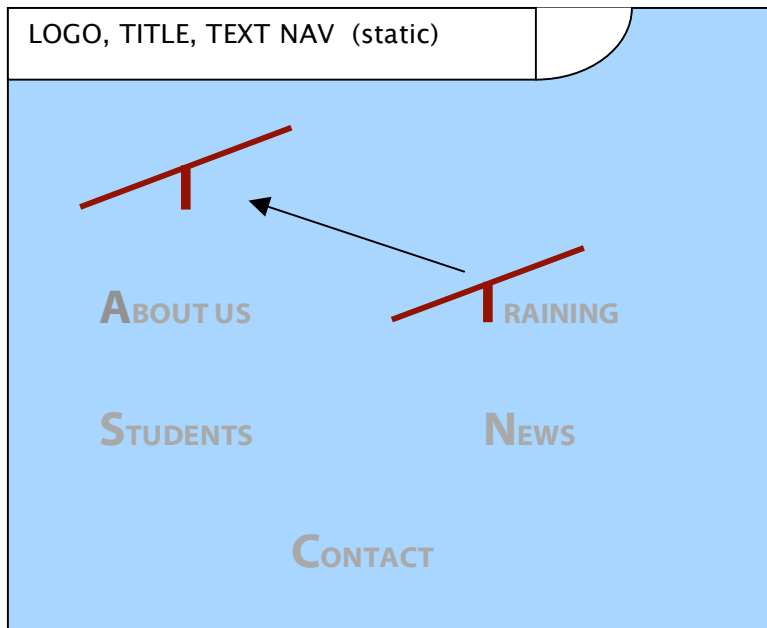 LOGO, TITLE, TEXT NAV (static)
ABOUT US
TRAINING
STUDENTS
NEWS
CONTACT